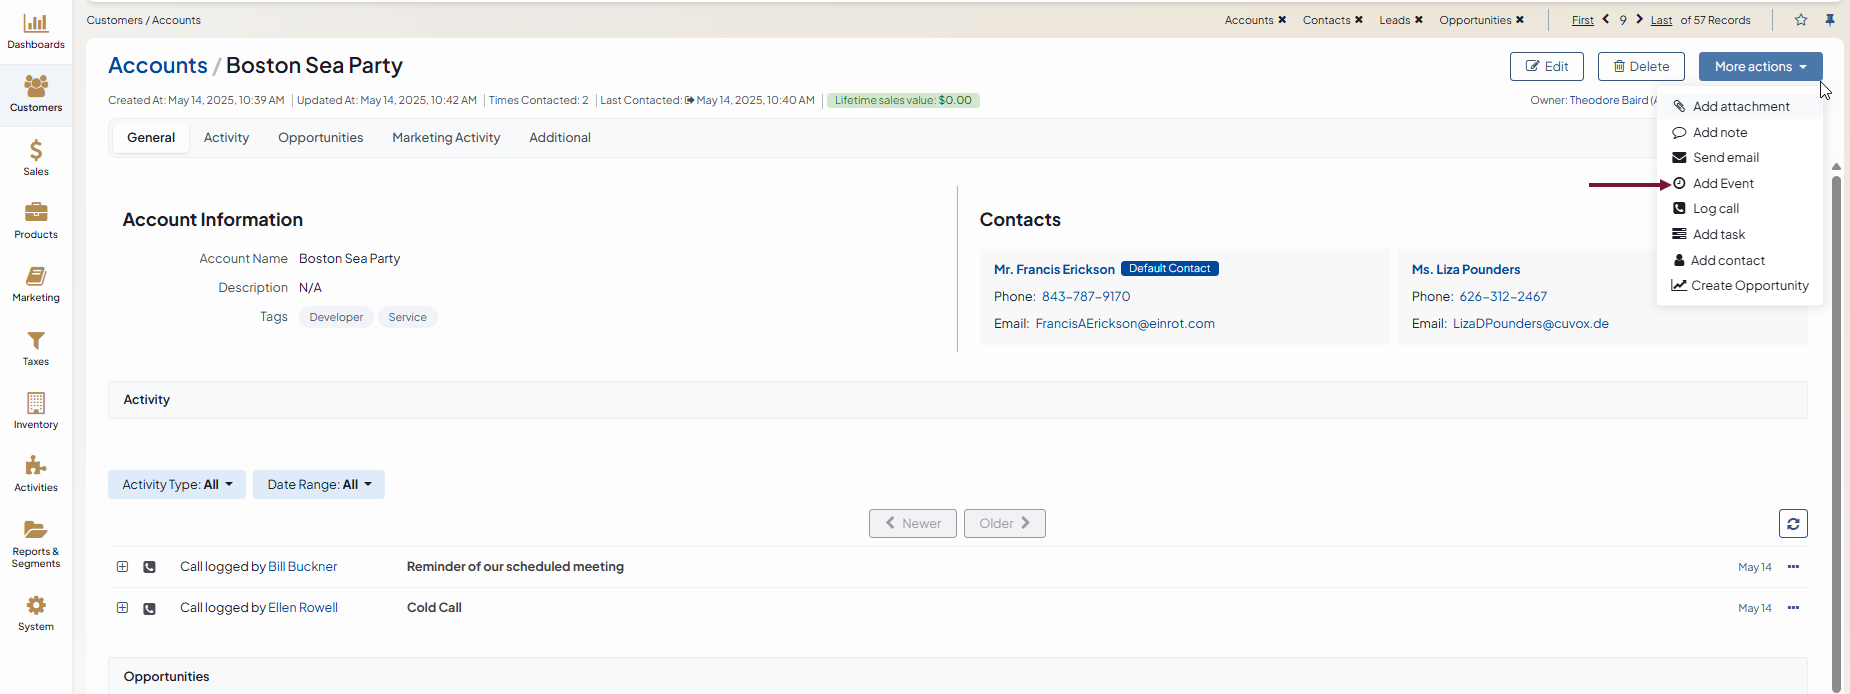 Dashboards
Customers
Sales
Products
Marketing
Taxes
Inventory
Activities
Reports &
Segments
System
Customers / Accounts
Accounts ✖ Contacts ✖ Leads ✖ Opportunities ✖
First 9 Last of 57 Records
Accounts / Boston Sea Party
Edit Delete More actions
Created At: May 14, 2025, 10:39 AM | Updated At: May 14, 2025, 10:42 AM | Times Contacted: 2 | Last Contacted: May 14, 2025, 10:40 AM | Lifetime sales value: $0.00
Owner: Theodore Baird (
Add attachment
Add note
Send email
Add Event
Log call
Add task
Add contact
Create Opportunity
General Activity Opportunities Marketing Activity Additional
Account Information
Account Name Boston Sea Party
Description N/A
Tags Developer Service
Contacts
Mr. Francis Erickson Default Contact
Phone: 843-787-9170
Email: FrancisAErickson@einrot.com
Ms. Liza Pounders
Phone: 626-312-2467
Email: LizaDPounders@cuvox.de
Activity
Activity Type: All Date Range: All
Newer Older
Call logged by Bill Buckner Reminder of our scheduled meeting May 14 ...
Call logged by Ellen Rowell Cold Call May 14 ...
Opportunities